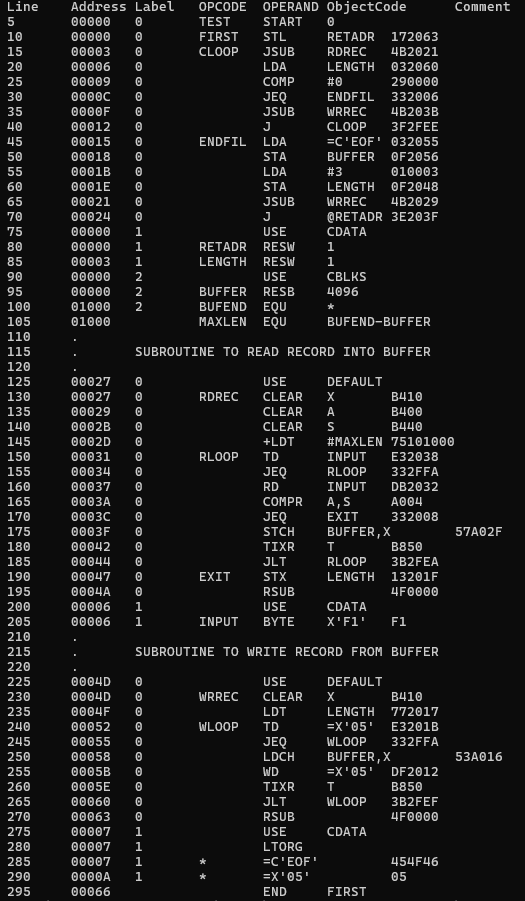 Line    Address Label   OPCODE  OPERAND ObjectCode      Comment
5       00000   0       TEST    START   0
10      00000   0       FIRST   STL     RETADR  172063
15      00003   0       CLOOP   JSUB    RDREC   4B2021
20      00006   0               LDA     LENGTH  032060
25      00009   0               COMP    #0      290000
30      0000C   0               JEQ     ENDFIL  332006
35      0000F   0               JSUB    WRREC   4B203B
40      00012   0               J       CLOOP   3F2FEE
45      00015   0       ENDFIL  LDA     =C'EOF' 032055
50      00018   0               STA     BUFFER  0F2056
55      0001B   0               LDA     #3      010003
60      0001E   0               STA     LENGTH  0F2048
65      00021   0               JSUB    WRREC   4B2029
70      00024   0               J       @RETADR 3E203F
75      00000   1               USE     CDATA
80      00000   1       RETADR  RESW    1
85      00003   1       LENGTH  RESW    1
90      00000   2               USE     CBLKS
95      00000   2       BUFFER  RESB    4096
100     01000   2       BUFEND  EQU     *
105     01000           MAXLEN  EQU     BUFEND-BUFFER
110     .
115     .       SUBROUTINE TO READ RECORD INTO BUFFER
120     .
125     00027   0               USE     DEFAULT
130     00027   0       RDREC   CLEAR   X       B410
135     00029   0               CLEAR   A       B400
140     0002B   0               CLEAR   S       B440
145     0002D   0               +LDT    #MAXLEN 75101000
150     00031   0       RLOOP   TD      INPUT   E32038
155     00034   0               JEQ     RLOOP   332FFA
160     00037   0               RD      INPUT   DB2032
165     0003A   0               COMPR   A,S     A004
170     0003C   0               JEQ     EXIT    332008
175     0003F   0               STCH    BUFFER,X        57A02F
180     00042   0               TIXR    T       B850
185     00044   0               JLT     RLOOP   3B2FEA
190     00047   0       EXIT    STX     LENGTH  13201F
195     0004A   0               RSUB            4F0000
200     00006   1               USE     CDATA
205     00006   1       INPUT   BYTE    X'F1'   F1
210     .
215     .       SUBROUTINE TO WRITE RECORD FROM BUFFER
220     .
225     0004D   0               USE     DEFAULT
230     0004D   0       WRREC   CLEAR   X       B410
235     0004F   0               LDT     LENGTH  772017
240     00052   0       WLOOP   TD      =X'05'  E3201B
245     00055   0               JEQ     WLOOP   332FFA
250     00058   0               LDCH    BUFFER,X        53A016
255     0005B   0               WD      =X'05'  DF2012
260     0005E   0               TIXR    T       B850
265     00060   0               JLT     WLOOP   3B2FEF
270     00063   0               RSUB            4F0000
275     00007   1               USE     CDATA
280     00007   1               LTORG
285     00007   1       *       =C'EOF'         454F46
290     0000A   1       *       =X'05'          05
295     00066                   END     FIRST